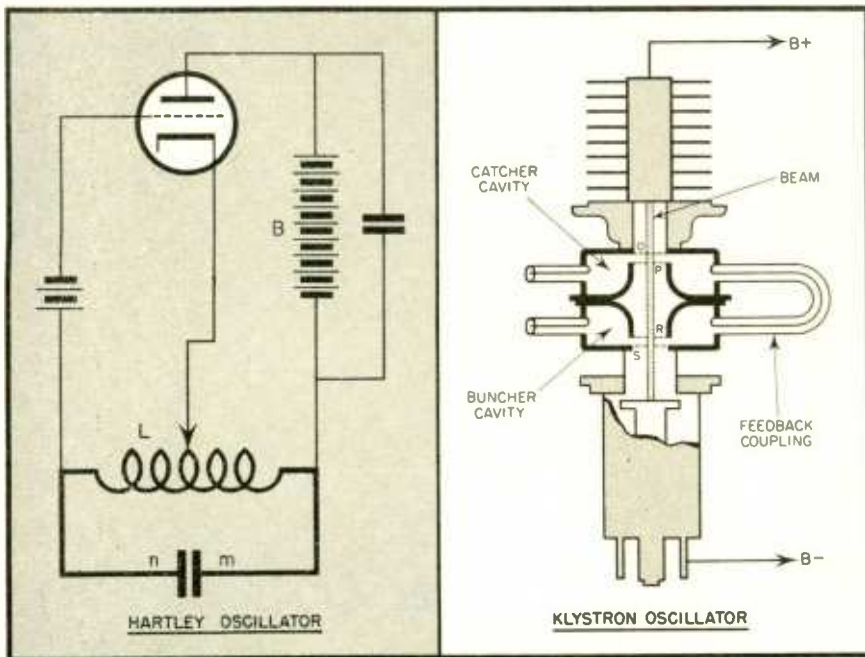 B
L
n m
HARTLEY OSCILLATOR
B+
CATCHER
CAVITY
BEAM
P
R
S
BUNCHER
CAVITY
FEEDBACK
COUPLING
B-
KLYSTRON OSCILLATOR